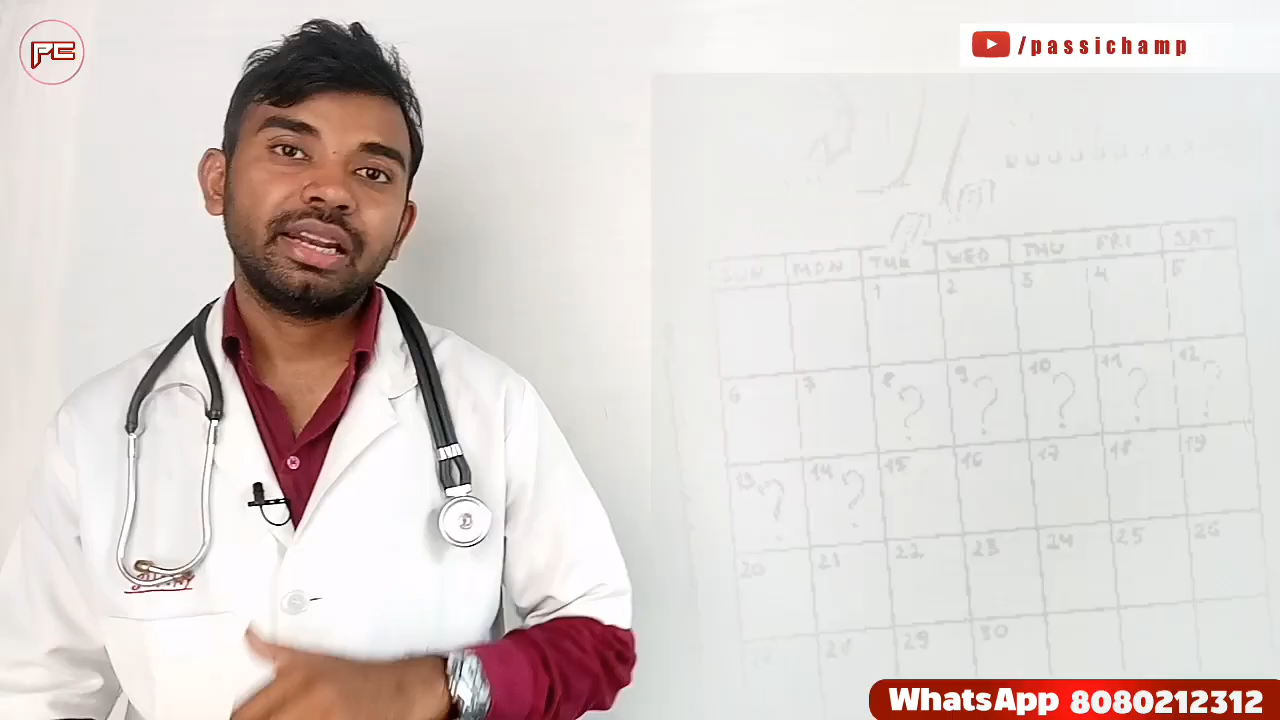 PC
/passichamp
SUN MON TUE WED THU FRI SAT
1 2 3 4 5
6 7 8 ? 9 ? 10 ? 11 ? 12 ?
13 ? 14 ? 15 16 17 18 19
20 21 22 23 24 25 26
28 29 30
WhatsApp 8080212312